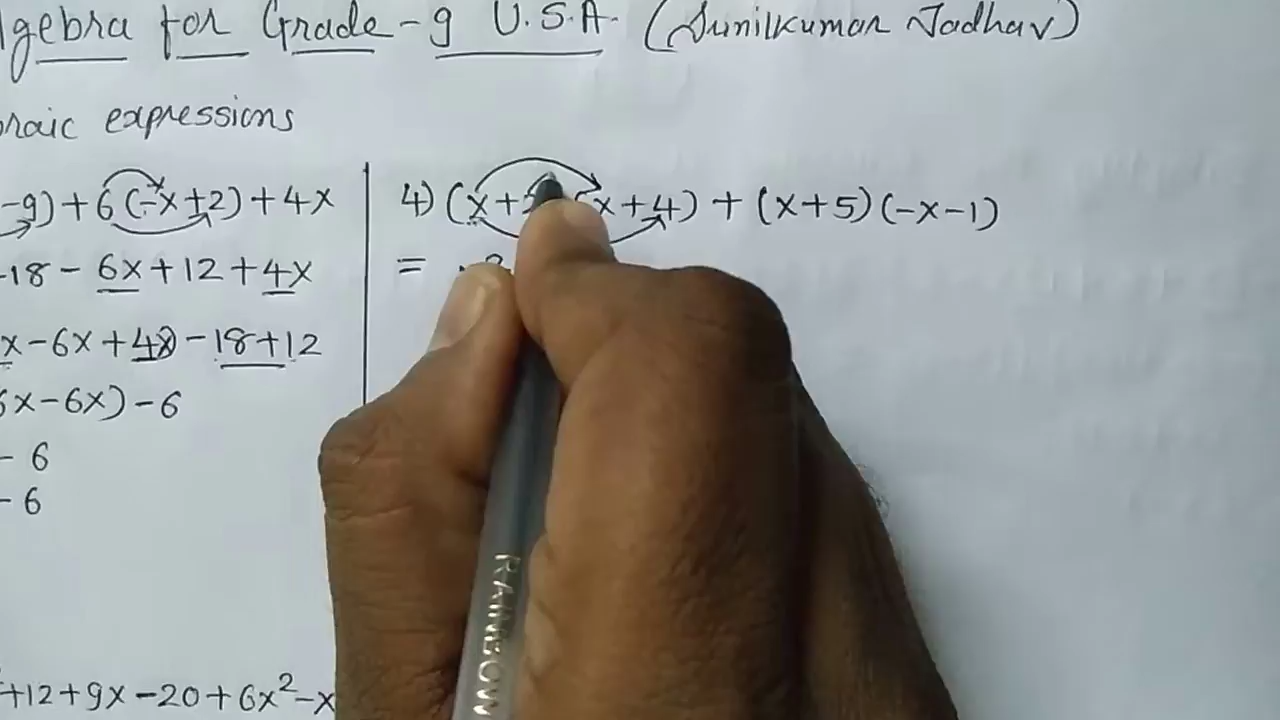 lgebra for Grade-9 U.S.A. (Sunilkumar Jadhav)
raic expressions
-9)+6(-x+2)+4x
4) (x+ x+4)+(x+5)(-x-1)
-18-6x+12+4x
=
x-6x+4x-18+12
6x-6x)-6
-6
-6
+12+9x-20+6x²-x
RAINBOW